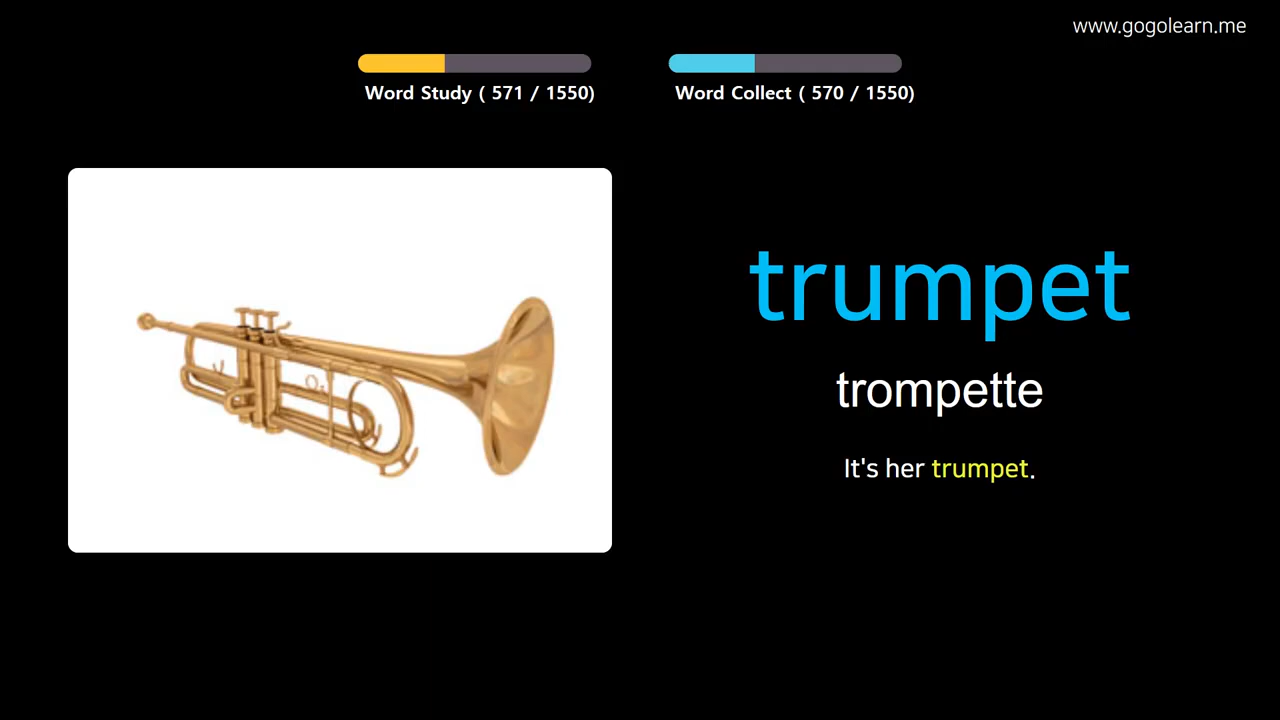 www.gogolearn.me
Word Study ( 571 / 1550)
Word Collect ( 570 / 1550)
trumpet
trompette
It's her trumpet.